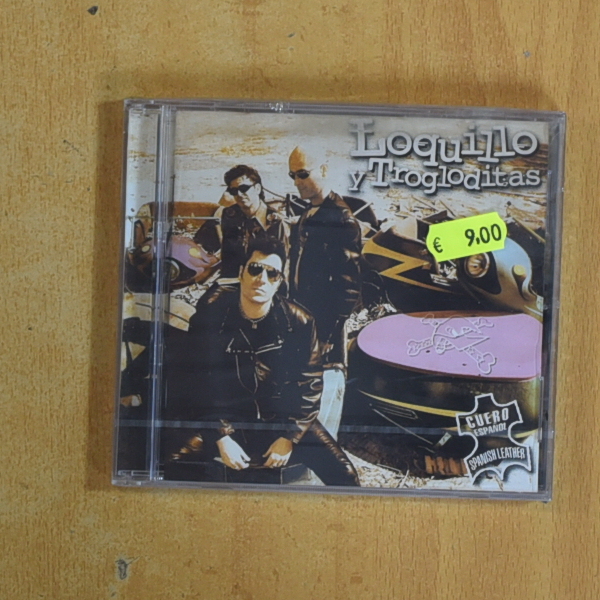 Loquillo
y Trogloditas
€ 9,00
CUERO
ESPAÑOL
SPANISH LEATHER